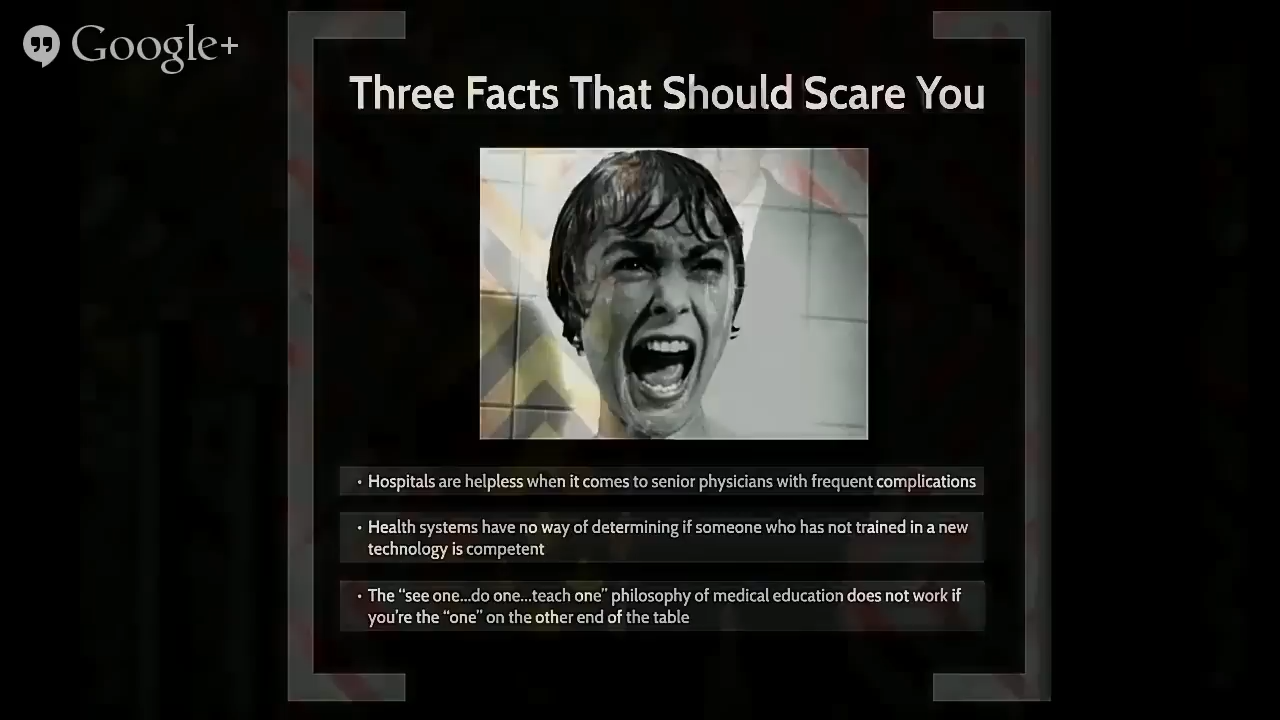 Google+
Three Facts That Should Scare You
• Hospitals are helpless when it comes to senior physicians with frequent complications
• Health systems have no way of determining if someone who has not trained in a new
technology is competent
• The “see one...do one...teach one” philosophy of medical education does not work if
you're the “one” on the other end of the table